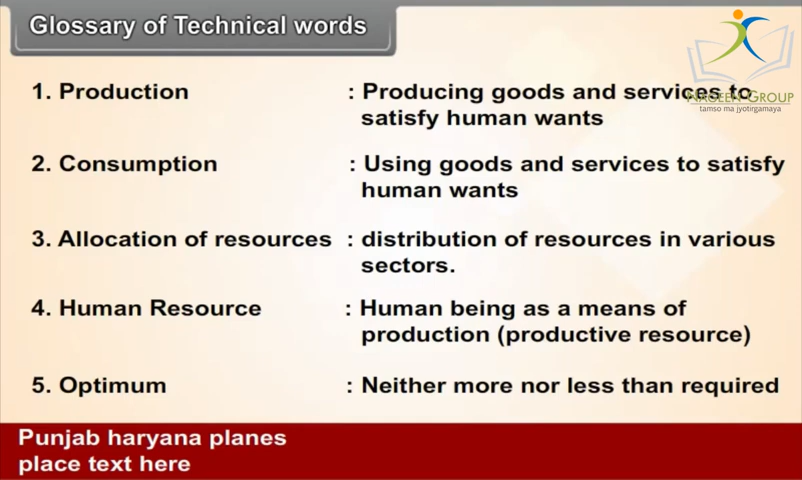 Glossary of Technical words
1. Production : Producing goods and services to
satisfy human wants
NAGEEN GROUP
tamso ma jyotirgamaya
2. Consumption : Using goods and services to satisfy
human wants
3. Allocation of resources : distribution of resources in various
sectors.
4. Human Resource : Human being as a means of
production (productive resource)
5. Optimum : Neither more nor less than required
Punjab haryana planes
place text here